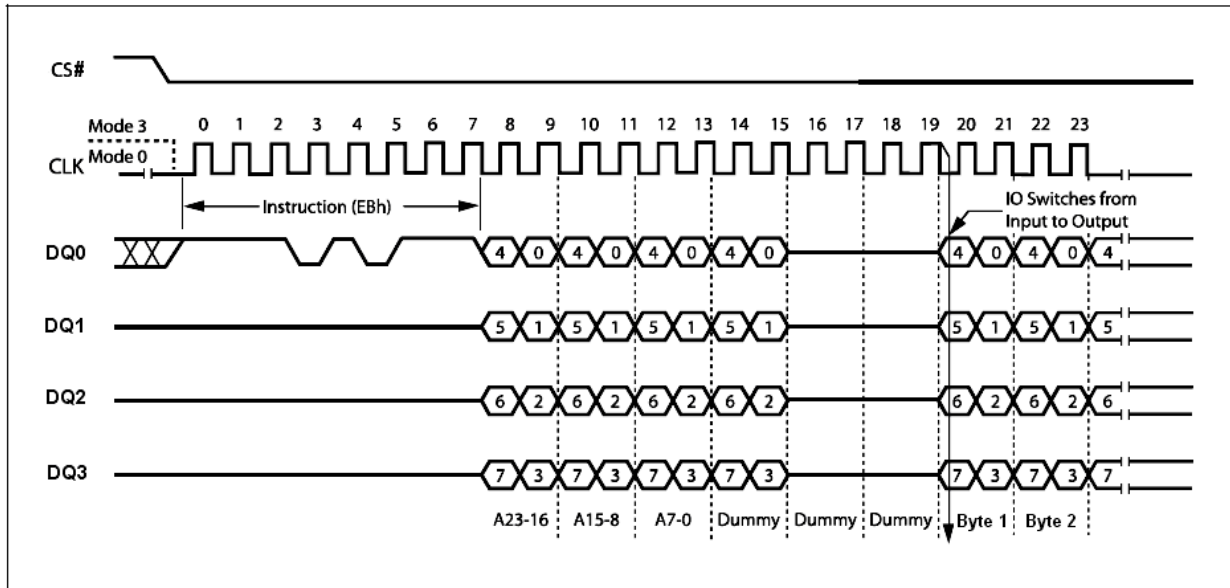 CS#
Mode 3
0 1 2 3 4 5 6 7 8 9 10 11 12 13 14 15 16 17 18 19 20 21 22 23
Mode 0
CLK
Instruction (EBh)
IO Switches from
Input to Output
DQ0
4 0 4 0 4 0 4 0 4 0 4 0 4
DQ1
5 1 5 1 5 1 5 1 5 1 5 1 5
DQ2
6 2 6 2 6 2 6 2 6 2 6 2 6
DQ3
7 3 7 3 7 3 7 3 7 3 7 3 7
A23-16 A15-8 A7-0 Dummy Dummy Dummy Byte 1 Byte 2